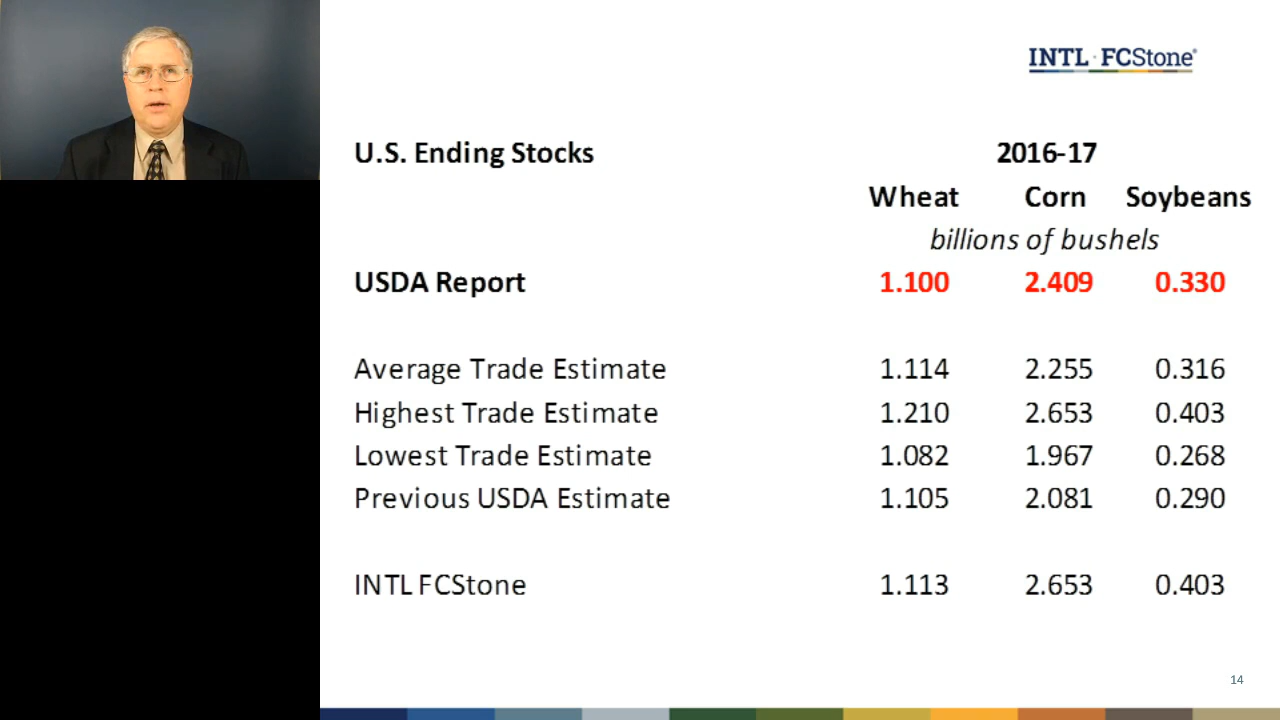 INTL FCStone®
U.S. Ending Stocks 2016-17
Wheat Corn Soybeans
billions of bushels
USDA Report 1.100 2.409 0.330
Average Trade Estimate 1.114 2.255 0.316
Highest Trade Estimate 1.210 2.653 0.403
Lowest Trade Estimate 1.082 1.967 0.268
Previous USDA Estimate 1.105 2.081 0.290
INTL FCStone 1.113 2.653 0.403
14